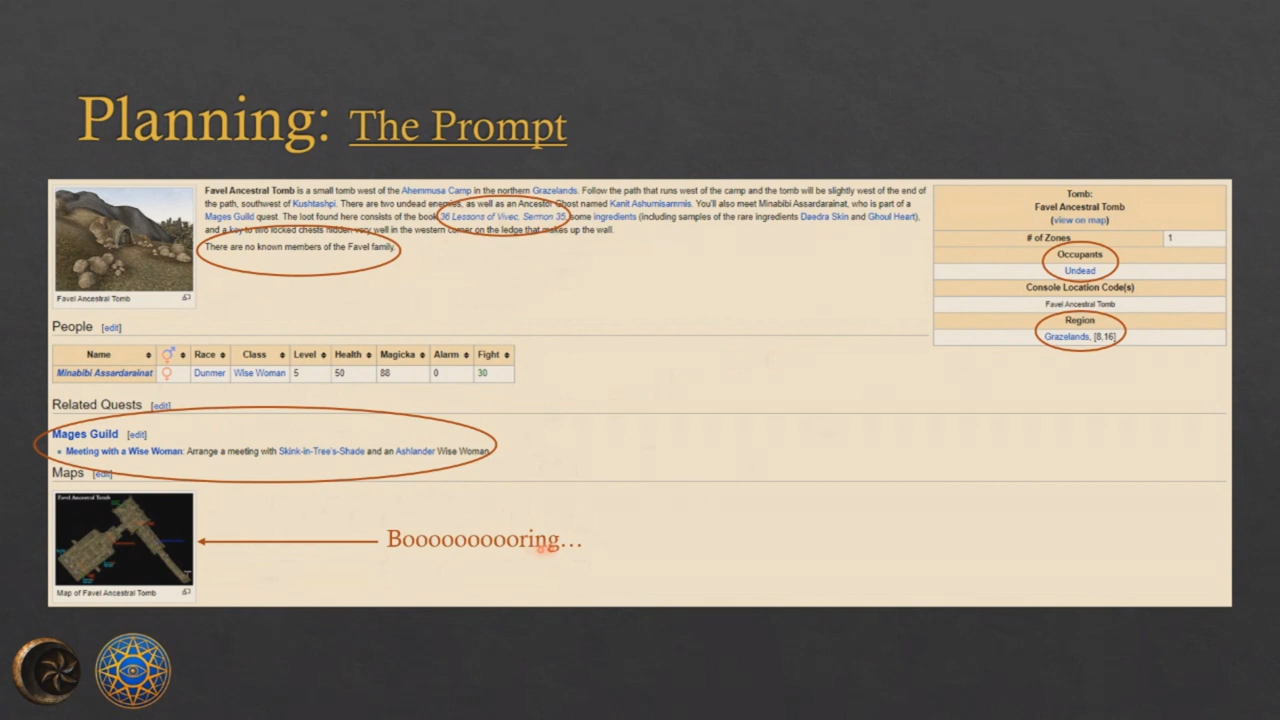 Planning: The Prompt
Favel Ancestral Tomb is a small tomb west of the Ahemmusa Camp in the northern Grazelands. Follow the path that runs west of the camp and the tomb will be slightly west of the end of
the path, southwest of Kushtashpi. There are two undead enemies, as well as an Ancestor Ghost named Kanit Ashurnisammis. You'll also meet Minabibi Assardarainat, who is part of a
Mages Guild quest. The loot found here consists of the book 36 Lessons of Vivec, Sermon 35, some ingredients (including samples of the rare ingredients Daedra Skin and Ghoul Heart),
and a key to two locked chests hidden very well in the western corner on the ledge that makes up the wall.
There are no known members of the Favel family.
Favel Ancestral Tomb
Tomb:
Favel Ancestral Tomb
(view on map)
# of Zones 1
Occupants
Undead
Console Location Code(s)
Favel Ancestral Tomb
Region
Grazelands, [8,16]
People [edit]
Name Race Class Level Health Magicka Alarm Fight
Minabibi Assardarainat Dunmer Wise Woman 5 50 88 0 30
Related Quests [edit]
Mages Guild [edit]
Meeting with a Wise Woman: Arrange a meeting with Skink-in-Tree's-Shade and an Ashlander Wise Woman.
Maps [edit]
Favel Ancestral Tomb
Boooooooooring...
Map of Favel Ancestral Tomb